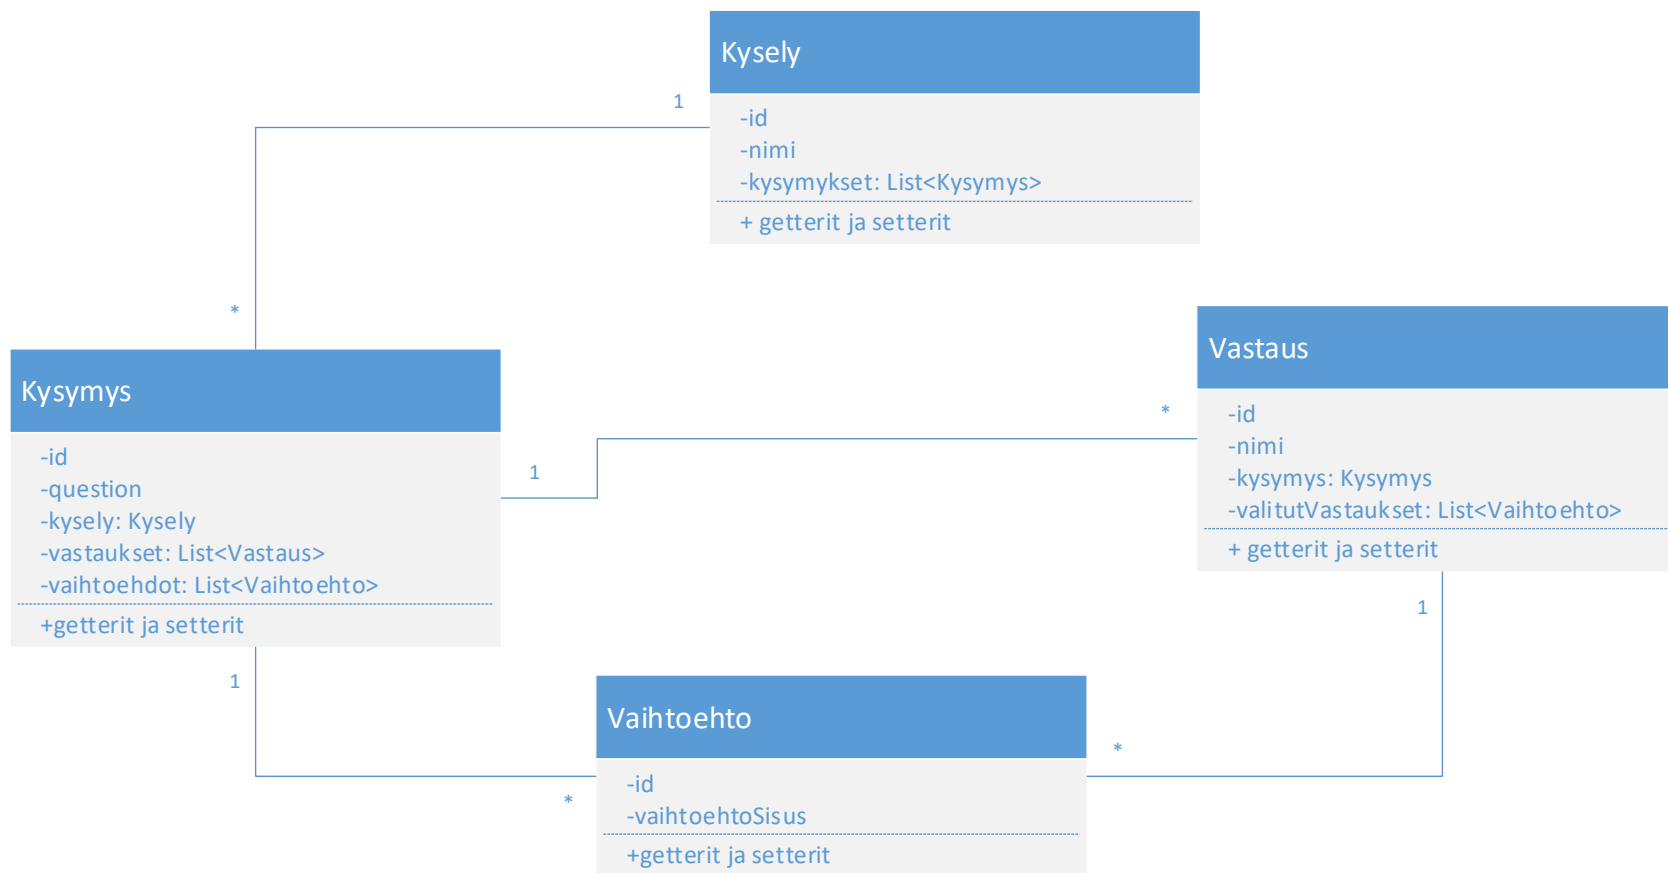 Kysely
-id
-nimi
-kysymykset: List<Kysymys>
+ getterit ja setterit
1
*
Kysymys
-id
-question
-kysely: Kysely
-vastaukset: List<Vastaus>
-vaihtoehdot: List<Vaihtoehto>
+getterit ja setterit
1
*
Vastaus
-id
-nimi
-kysymys: Kysymys
-valitutVastaukset: List<Vaihtoehto>
+ getterit ja setterit
1
*
Vaihtoehto
-id
-vaihtoehtoSisus
+getterit ja setterit
1
*